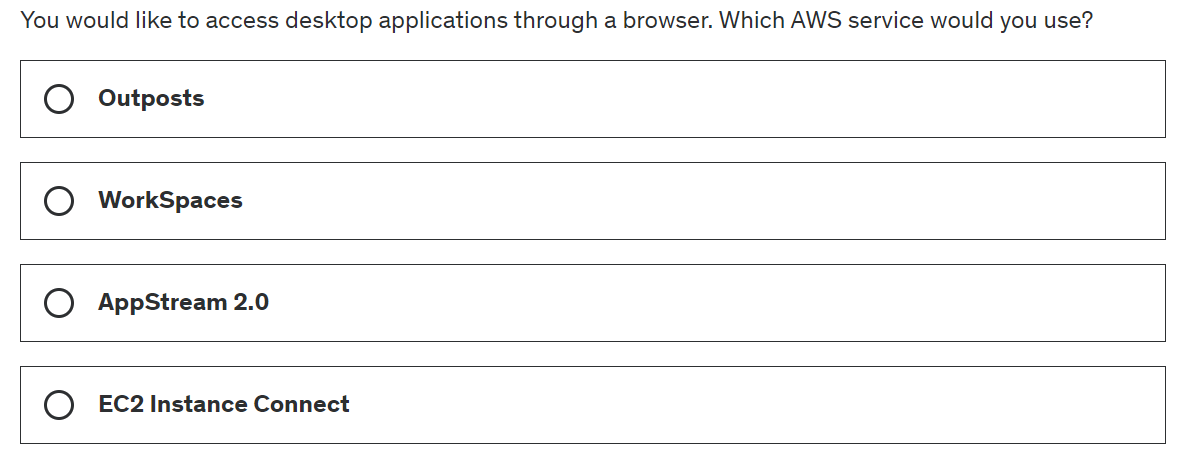 You would like to access desktop applications through a browser. Which AWS service would you use?
Outposts
WorkSpaces
AppStream 2.0
EC2 Instance Connect